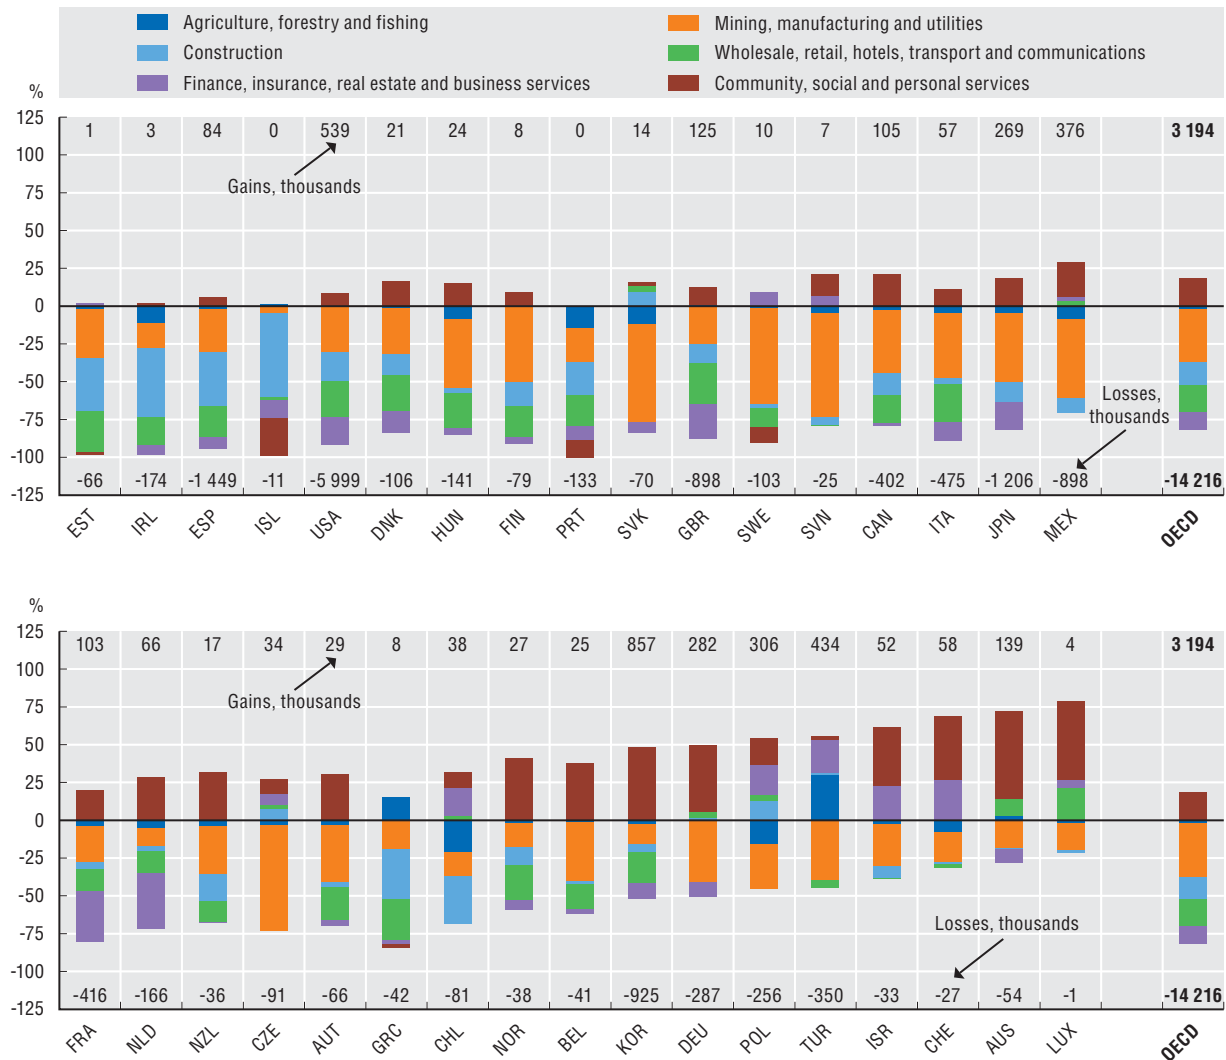 Agriculture, forestry and fishing
Mining, manufacturing and utilities
Construction
Wholesale, retail, hotels, transport and communications
Finance, insurance, real estate and business services
Community, social and personal services
%
125
1 3 84 0 539 21 24 8 0 14 125 10 7 105 57 269 376 3 194
100
Gains, thousands
75
50
25
0
-25
-50
Losses, thousands
-75
-100
-66 -174 -1 449 -11 -5 999 -106 -141 -79 -133 -70 -898 -103 -25 -402 -475 -1 206 -898 -14 216
-125
EST IRL ESP ISL USA DNK HUN FIN PRT SVK GBR SWE SVN CAN ITA JPN MEX OECD
%
125
103 66 17 34 29 8 38 27 25 857 282 306 434 52 58 139 4 3 194
100
Gains, thousands
75
50
25
0
-25
-50
Losses, thousands
-75
-100
-416 -166 -36 -91 -66 -42 -81 -38 -41 -925 -287 -256 -350 -33 -27 -54 -1 -14 216
-125
FRA NLD NZL CZE AUT GRC CHL NOR BEL KOR DEU POL TUR ISR CHE AUS LUX OECD